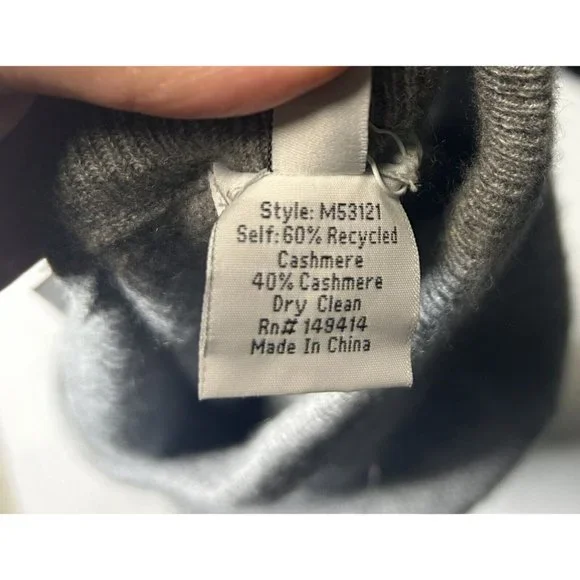 Style: M53121
Self: 60% Recycled
Cashmere
40% Cashmere
Dry Clean
Rn# 149414
Made In China